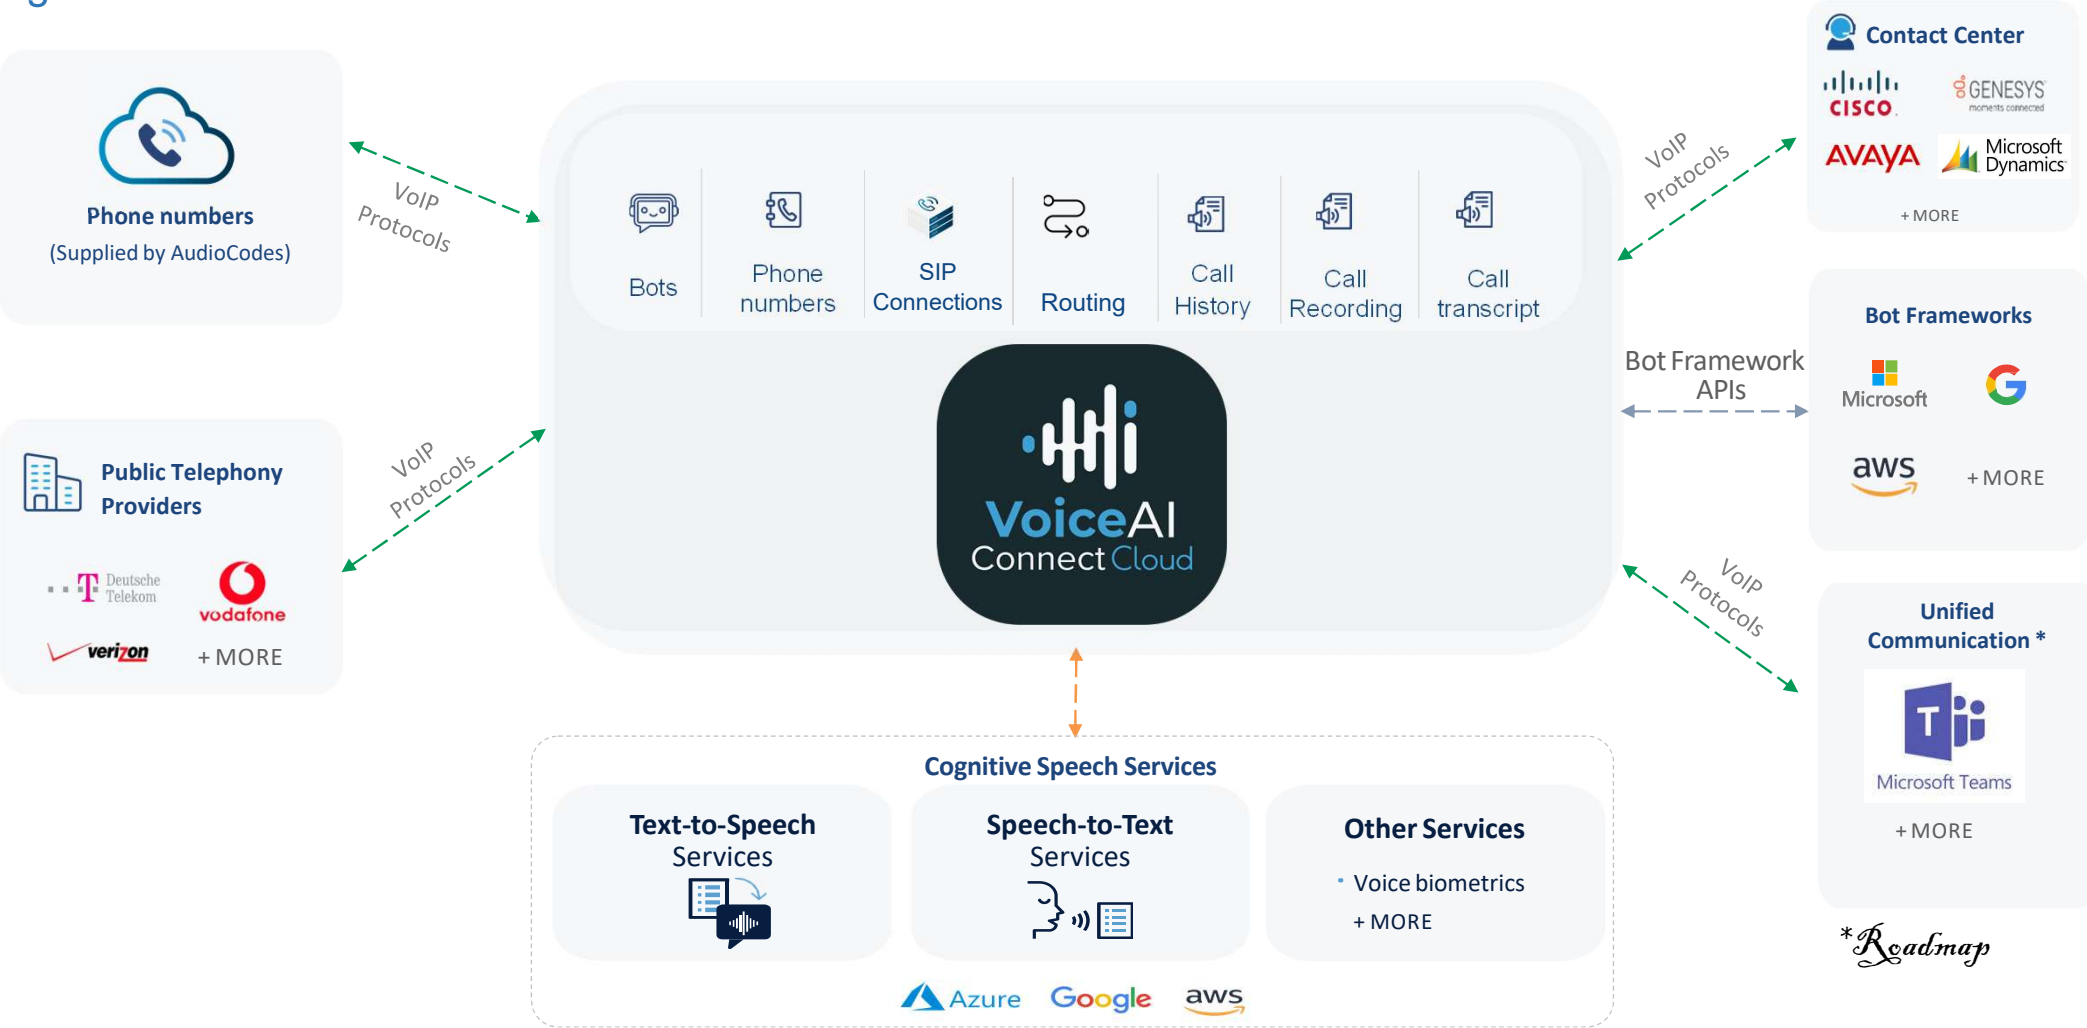 Phone numbers
(Supplied by AudioCodes)
VoIP
Protocols
Public Telephony
Providers
Deutsche
Telekom
vodafone
verizon
+ MORE
VoIP
Protocols
Bots
Phone
numbers
SIP
Connections
Routing
Call
History
Call
Recording
Call
transcript
VoiceAI
Connect Cloud
VoIP
Protocols
Contact Center
CISCO
GENESYS
moments connected
AVAYA
Microsoft
Dynamics
+ MORE
Bot Framework
APIs
Bot Frameworks
Microsoft
G
aws
+ MORE
VoIP
Protocols
Unified
Communication *
T
Microsoft Teams
+ MORE
*Roadmap
Cognitive Speech Services
Text-to-Speech
Services
Speech-to-Text
Services
Other Services
· Voice biometrics
+ MORE
Azure
Google
aws